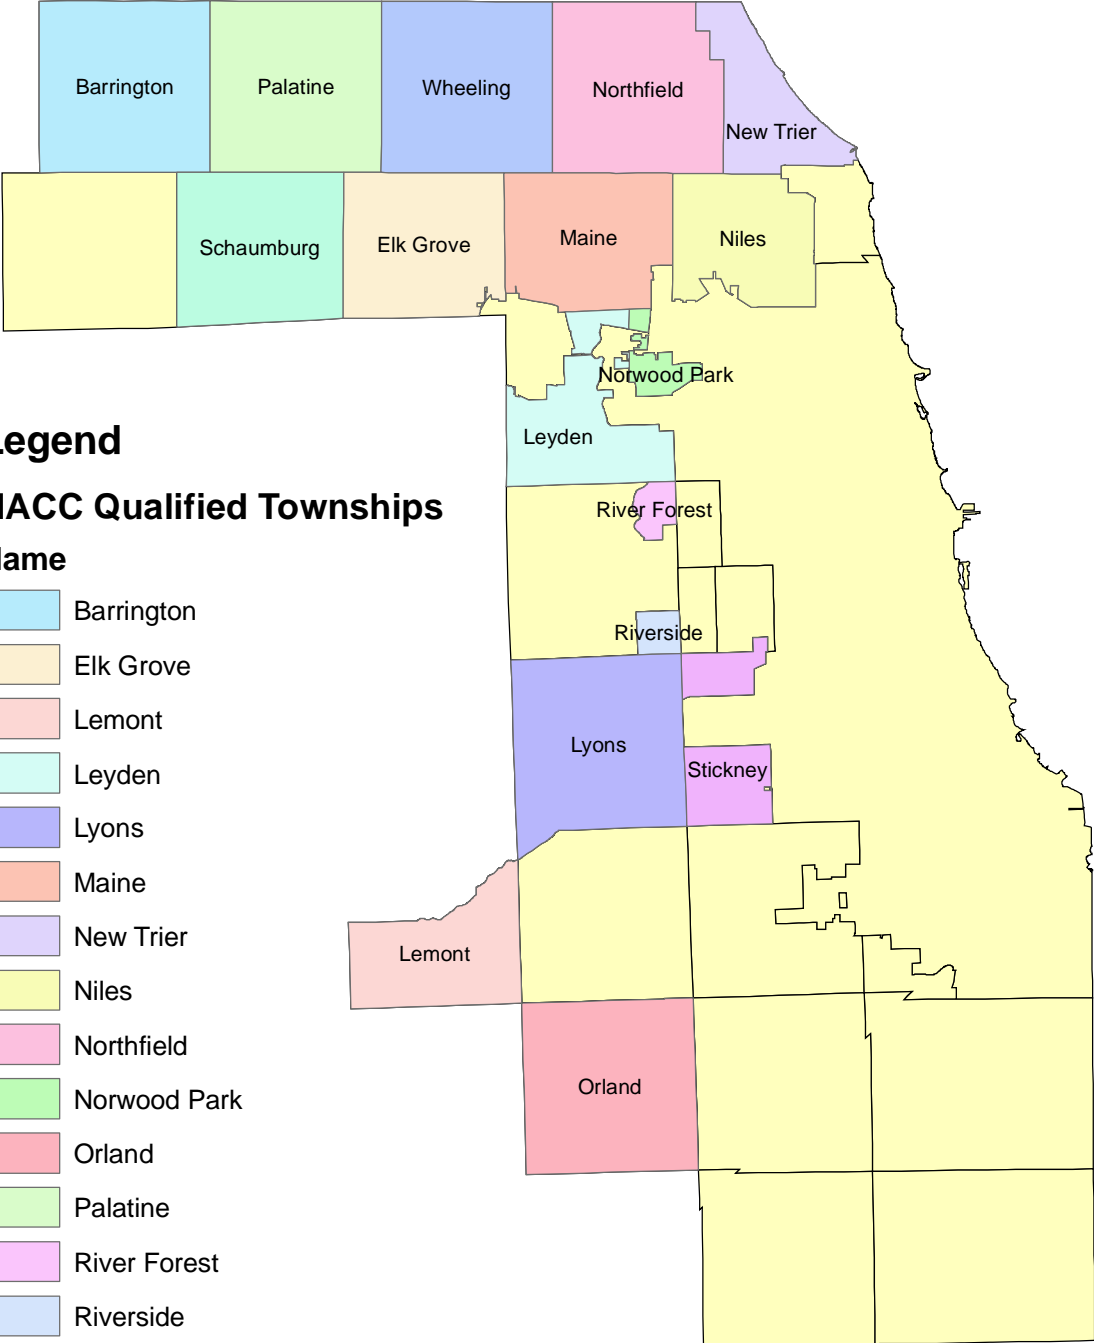 Barrington
Palatine
Wheeling
Northfield
New Trier
Schaumburg
Elk Grove
Maine
Niles
Norwood Park
Leyden
River Forest
Riverside
Lyons
Stickney
Lemont
Orland
egend
ACC Qualified Townships
ame
Barrington
Elk Grove
Lemont
Leyden
Lyons
Maine
New Trier
Niles
Northfield
Norwood Park
Orland
Palatine
River Forest
Riverside